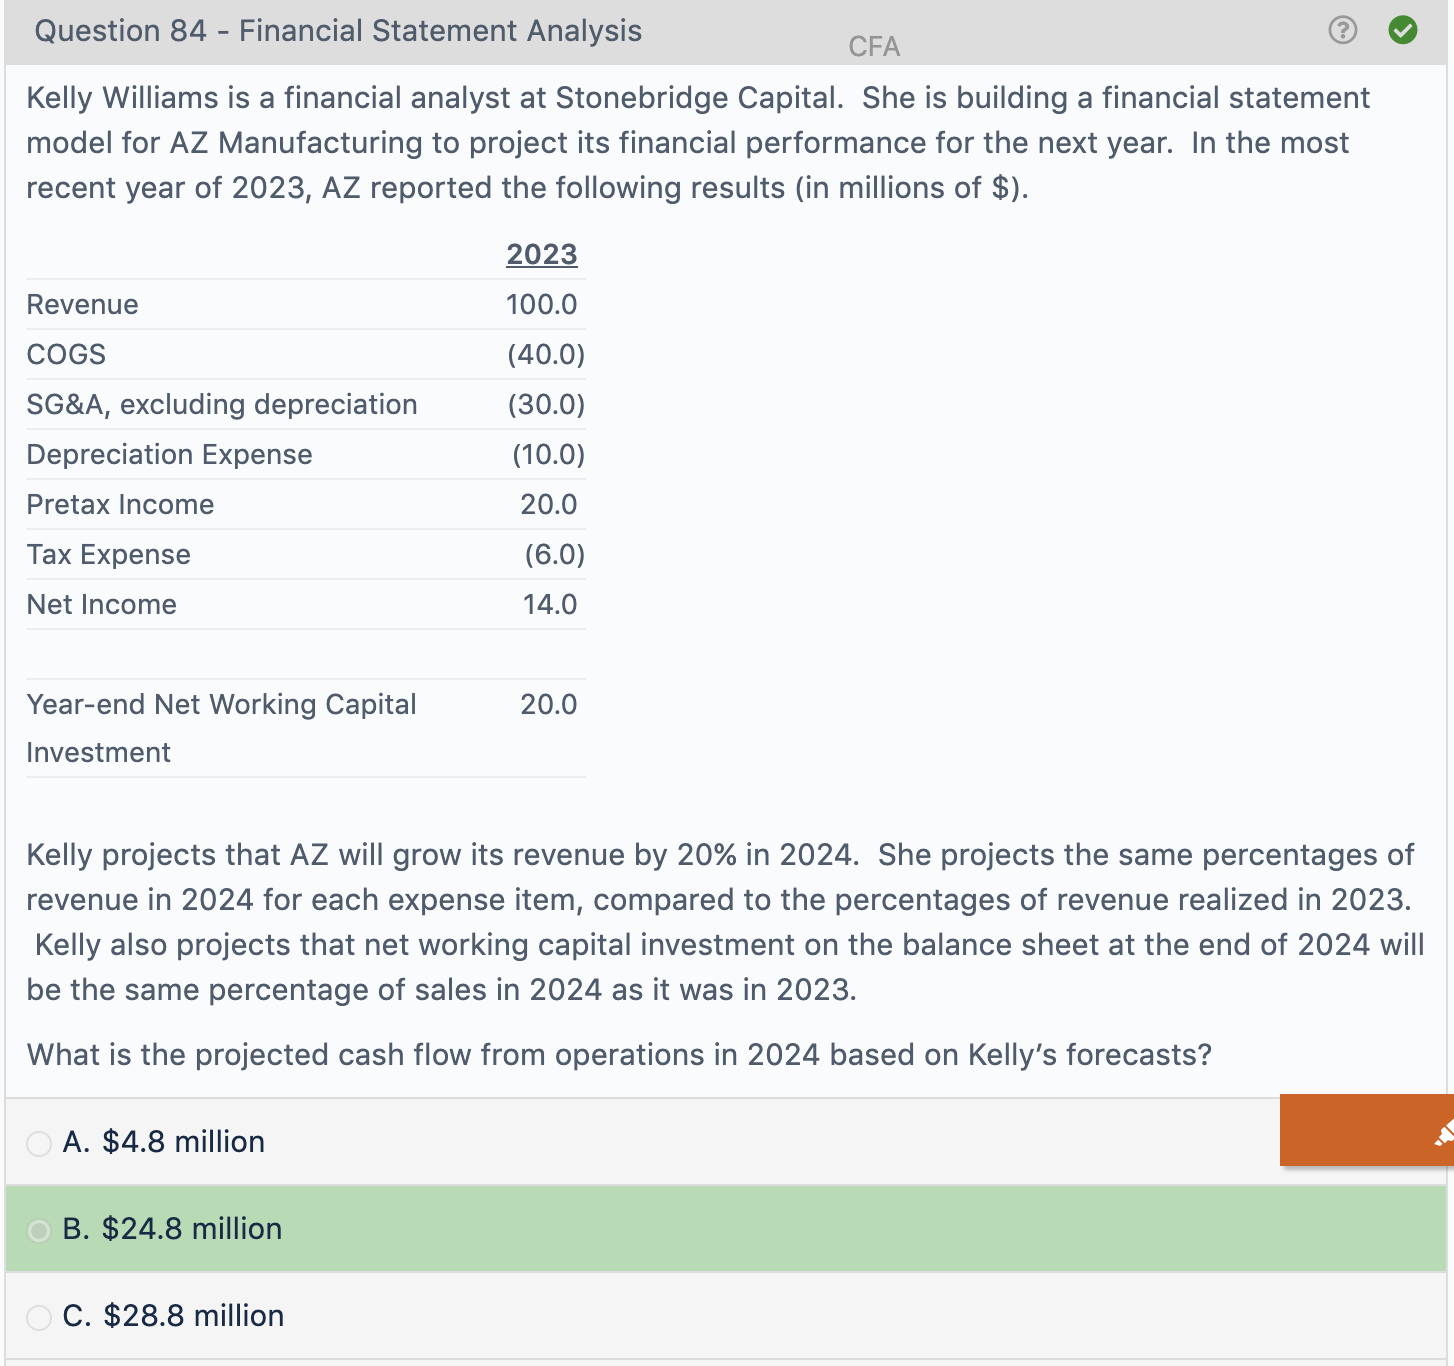 Question 84 - Financial Statement Analysis
CFA
Kelly Williams is a financial analyst at Stonebridge Capital.  She is building a financial statement
model for AZ Manufacturing to project its financial performance for the next year.  In the most
recent year of 2023, AZ reported the following results (in millions of $).
2023
Revenue 100.0
COGS (40.0)
SG&A, excluding depreciation (30.0)
Depreciation Expense (10.0)
Pretax Income 20.0
Tax Expense (6.0)
Net Income 14.0
Year-end Net Working Capital 20.0
Investment
Kelly projects that AZ will grow its revenue by 20% in 2024.  She projects the same percentages of
revenue in 2024 for each expense item, compared to the percentages of revenue realized in 2023.
Kelly also projects that net working capital investment on the balance sheet at the end of 2024 will
be the same percentage of sales in 2024 as it was in 2023.
What is the projected cash flow from operations in 2024 based on Kelly’s forecasts?
A. $4.8 million
B. $24.8 million
C. $28.8 million